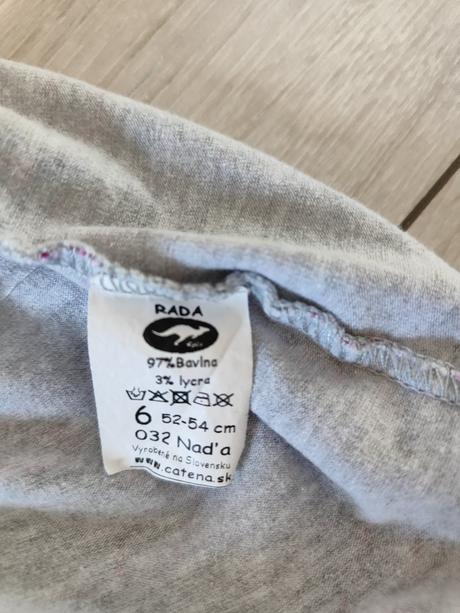 RADA
97%Bavlna
3% lycra
6 52-54 cm
032 Nad'a
Vyrobené na Slovensku
www.catena.sk